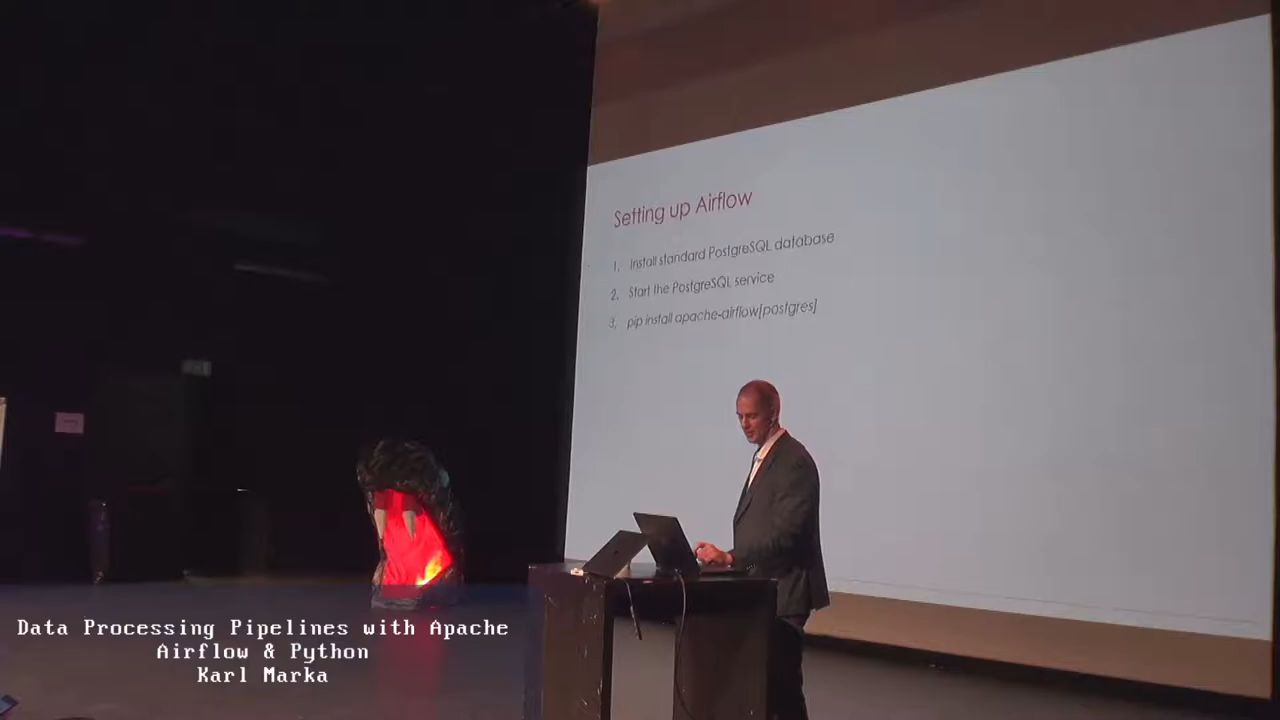 Setting up Airflow
1. Install standard PostgreSQL database
2. Start the PostgreSQL service
3. pip install apache-airflow[postgres]
Data Processing Pipelines with Apache
Airflow & Python
Karl Marka